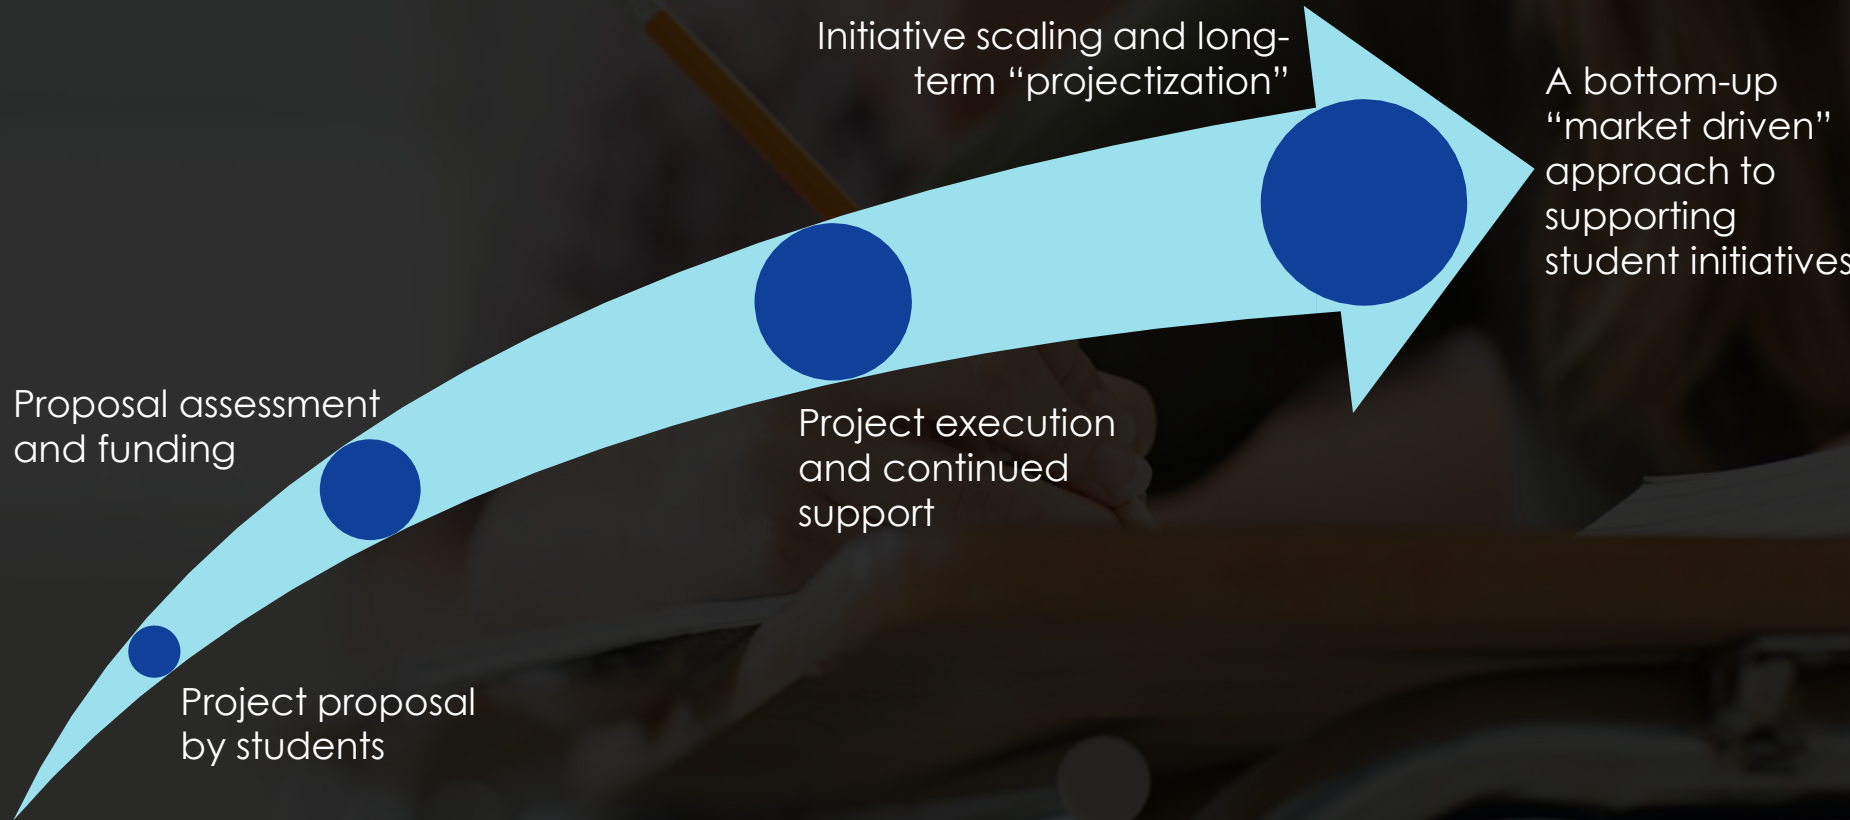 Initiative scaling and long-
term “projectization”
A bottom-up
“market driven”
approach to
supporting
student initiatives
Proposal assessment
and funding
Project execution
and continued
support
Project proposal
by students